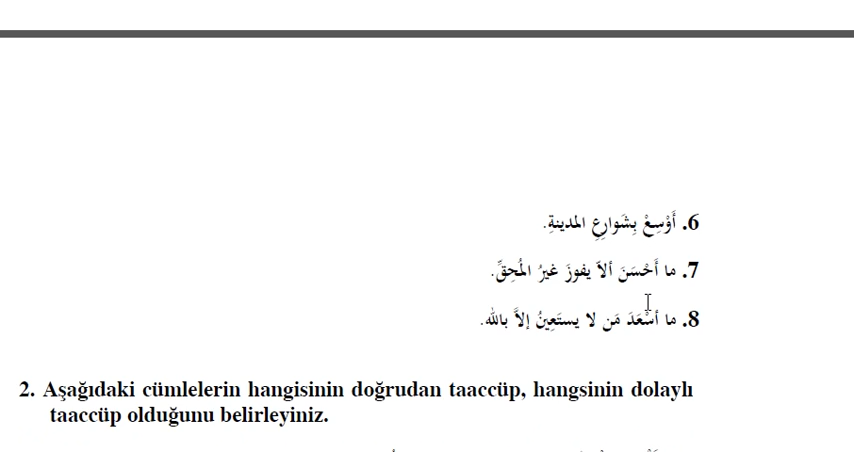 6. أَوْسِعْ بِشَوارِعِ المدينةِ.
7. ما أَحْسَنَ ألاّ يفوزَ غيرُ المُحِقِّ.
8. ما أَسْعَدَ مَن لا يستَعِينُ إلاَّ بالله.
2. Aşağıdaki cümlelerin hangisinin doğrudan taaccüp, hangsinin dolaylı
taaccüp olduğunu belirleyiniz.